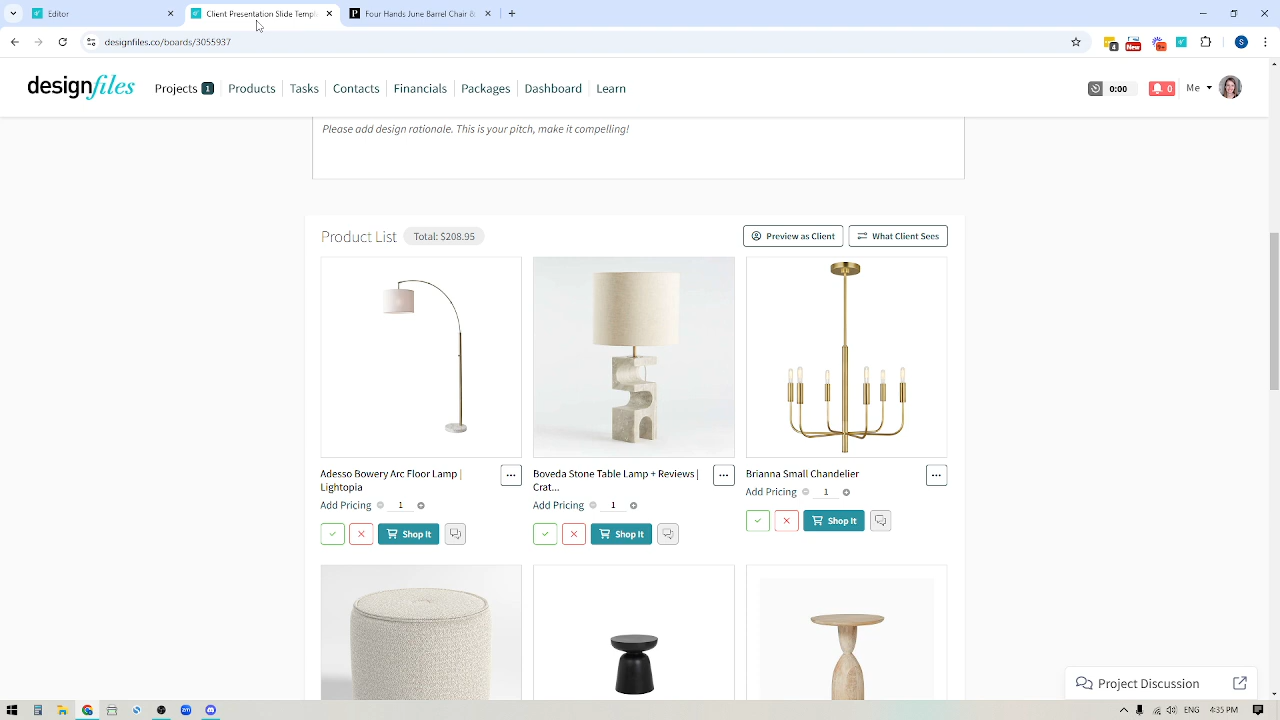 Editor
Client Presentation Slide Templ
Four Hands June Barrel Chair &
designfiles.co/boards/3055937
4
New
9+
S
designfiles
Projects 1
Products
Tasks
Contacts
Financials
Packages
Dashboard
Learn
0:00
0
Me
Please add design rationale. This is your pitch, make it compelling!
Product List
Total: $208.95
Preview as Client
What Client Sees
Adesso Bowery Arc Floor Lamp |
Lightopia
Add Pricing 1
Shop It
Boveda Stone Table Lamp + Reviews |
Crat...
Add Pricing 1
Shop It
Brianna Small Chandelier
Add Pricing 1
Shop It
Project Discussion
ENG
4:35 PM